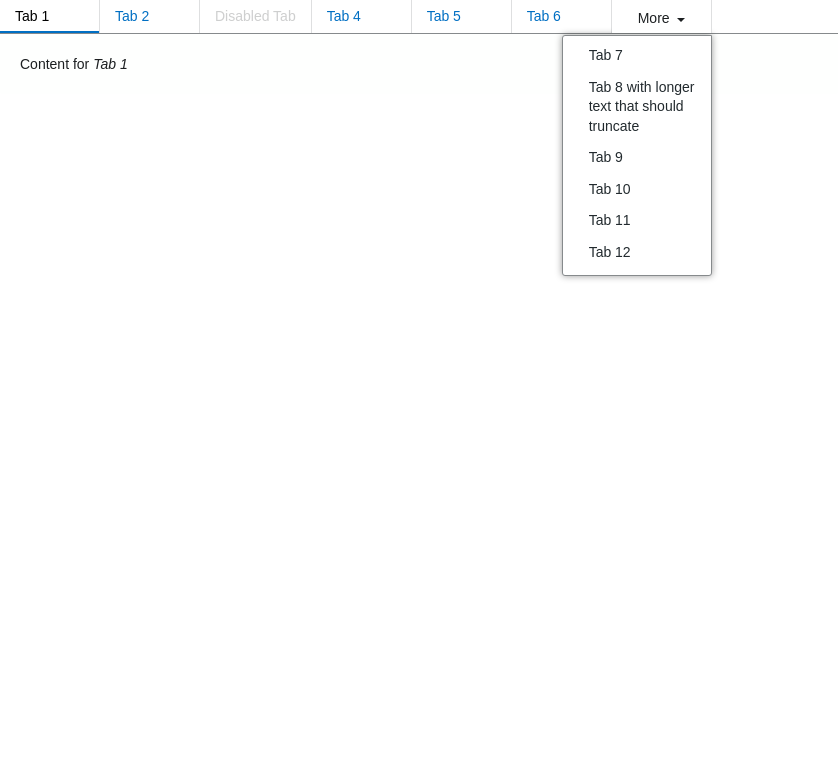 Tab 1 Tab 2 Disabled Tab Tab 4 Tab 5 Tab 6 More
Content for Tab 1
Tab 7
Tab 8 with longer
text that should
truncate
Tab 9
Tab 10
Tab 11
Tab 12